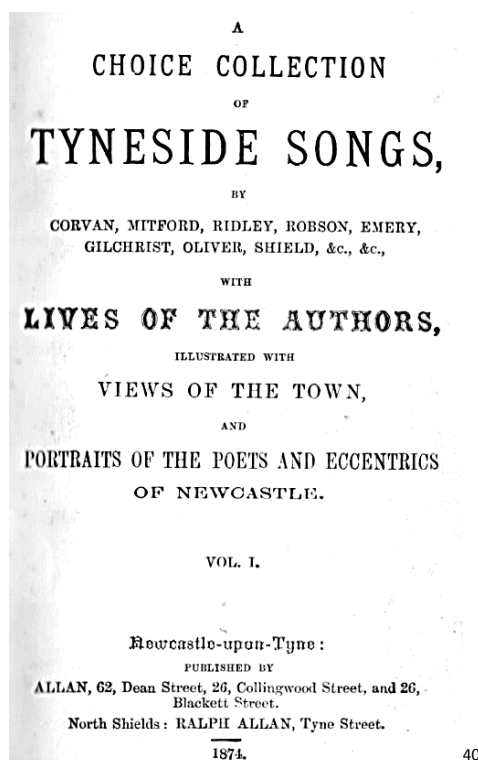 A
CHOICE COLLECTION
OF
TYNESIDE SONGS,
BY
CORVAN, MITFORD, RIDLEY, ROBSON, EMERY,
GILCHRIST, OLIVER, SHIELD, &c., &c.,
WITH
LIVES OF THE AUTHORS,
ILLUSTRATED WITH
VIEWS OF THE TOWN,
AND
PORTRAITS OF THE POETS AND ECCENTRICS
OF NEWCASTLE.
VOL. I.
Newcastle-upon-Tyne:
PUBLISHED BY
ALLAN, 62, Dean Street, 26, Collingwood Street, and 26,
Blackett Street.
North Shields: RALPH ALLAN, Tyne Street.
1874.
40